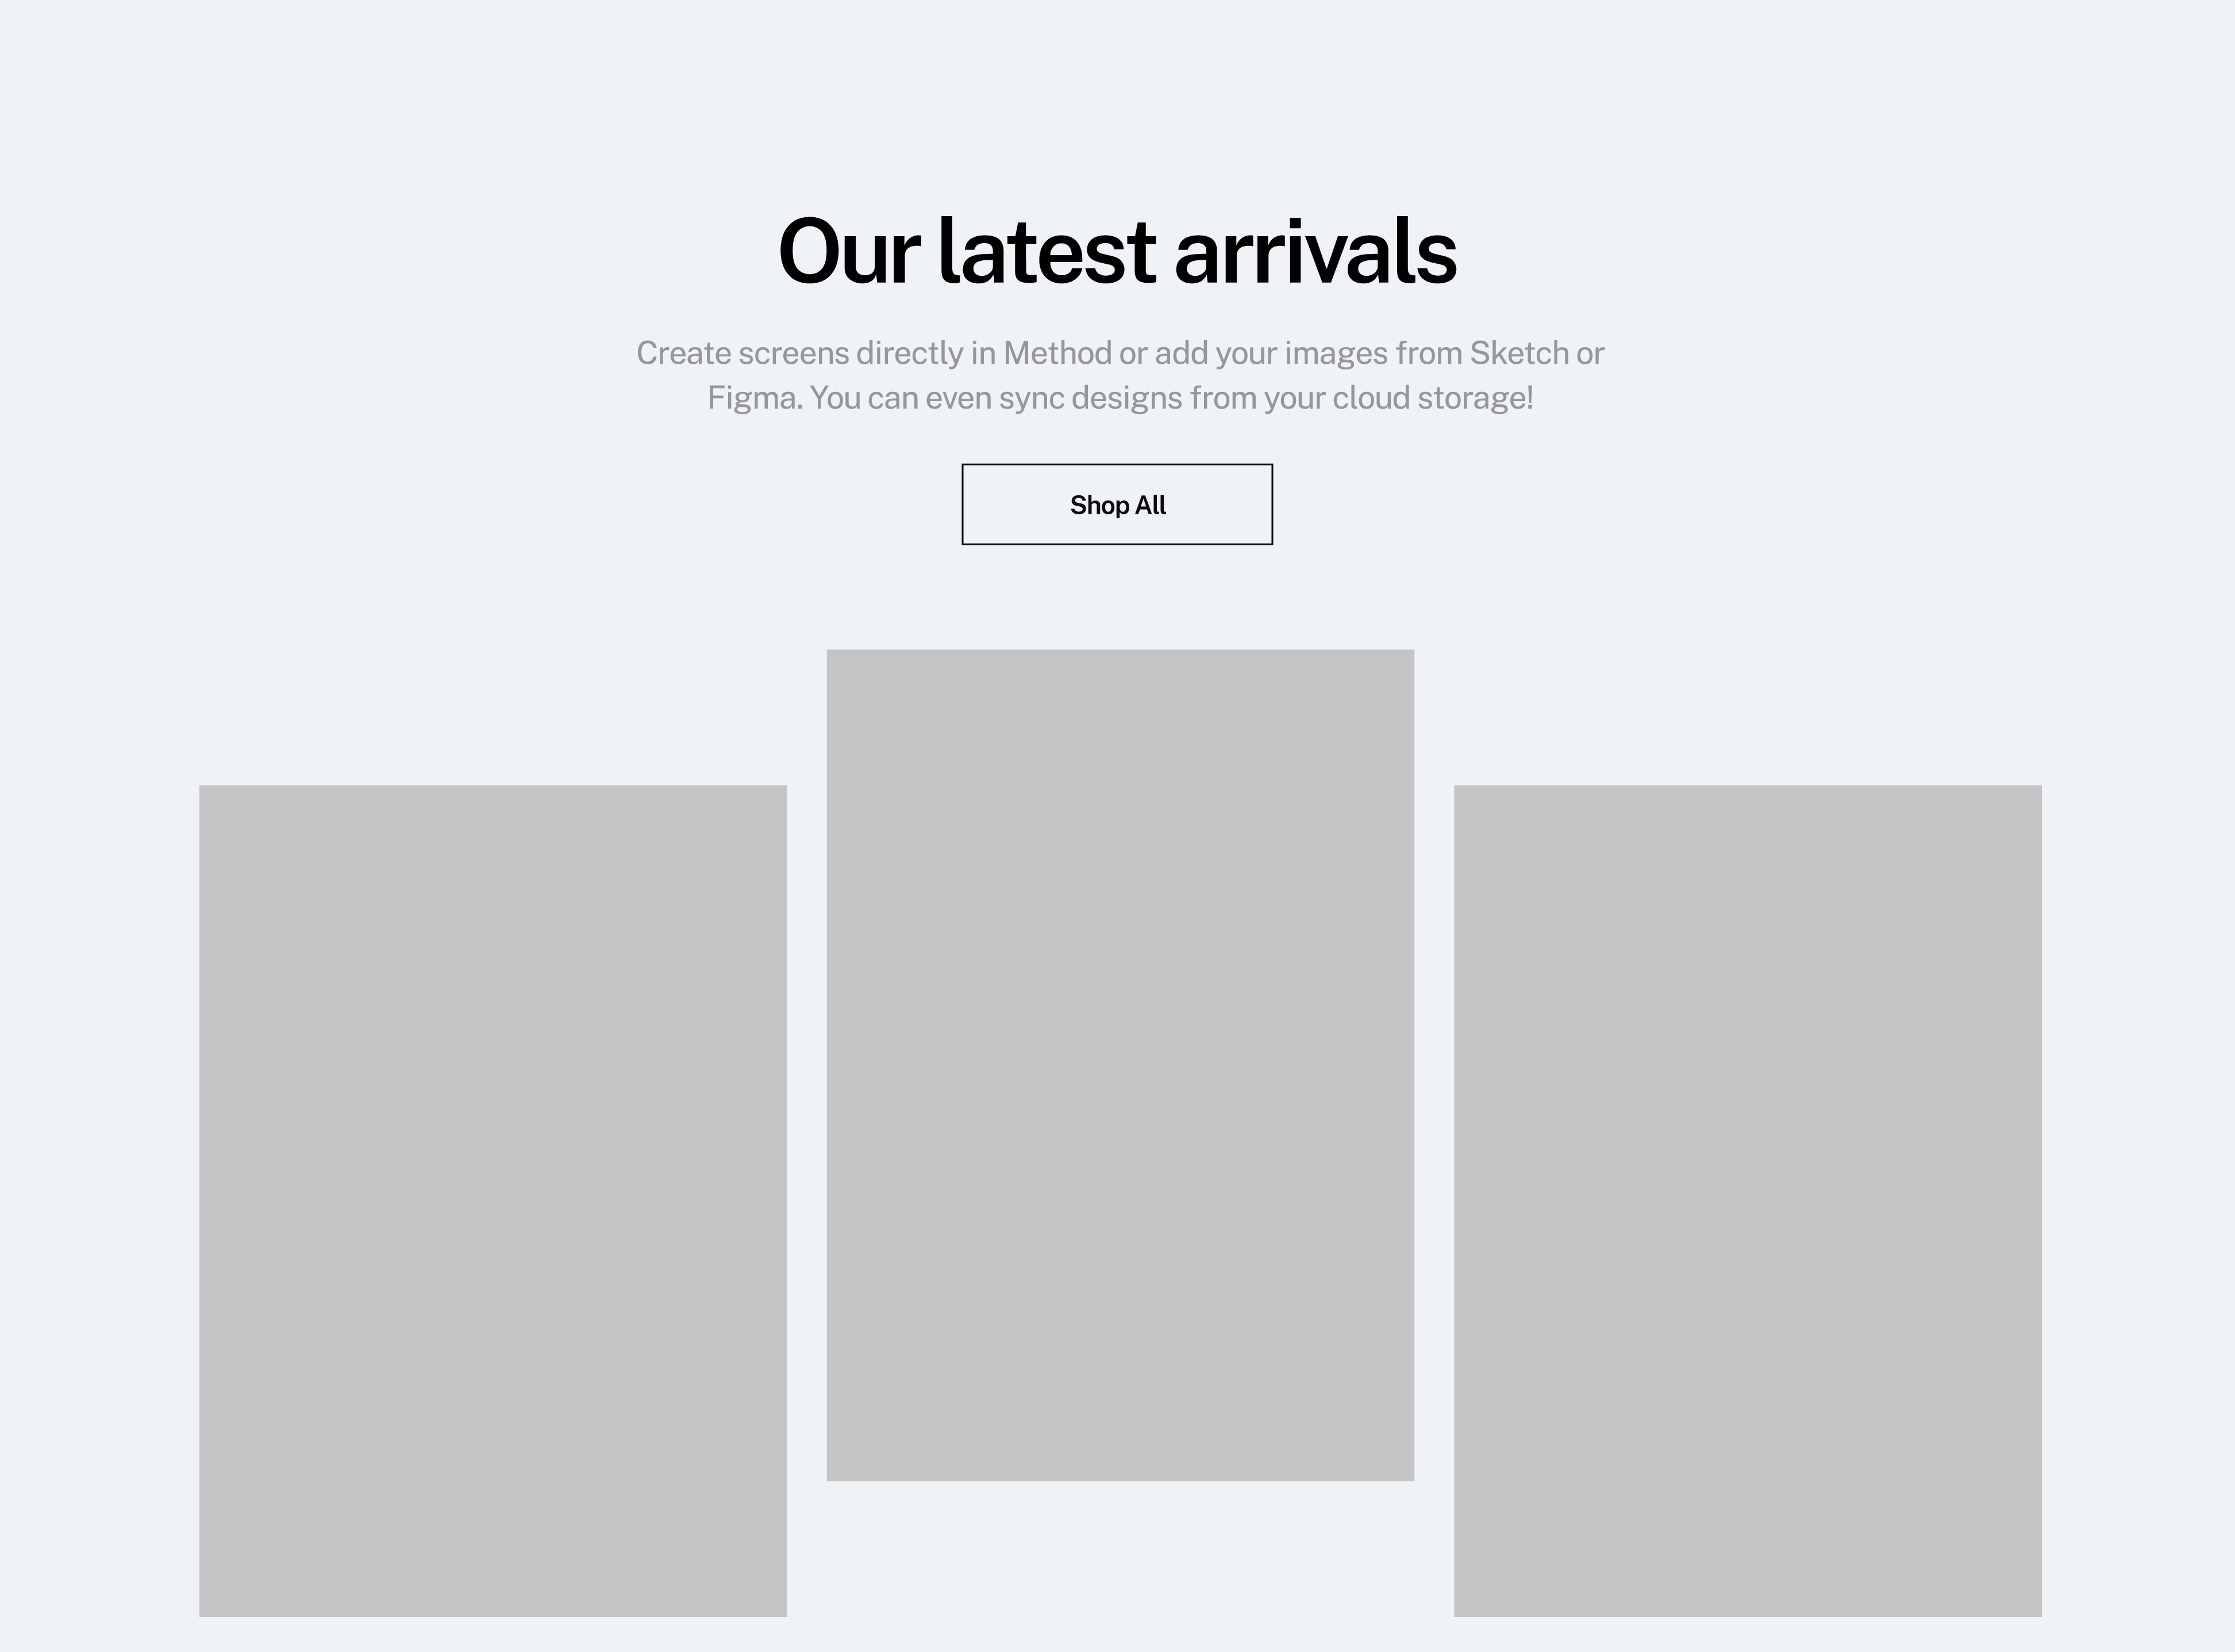 Our latest arrivals
Create screens directly in Method or add your images from Sketch or
Figma. You can even sync designs from your cloud storage!
Shop All